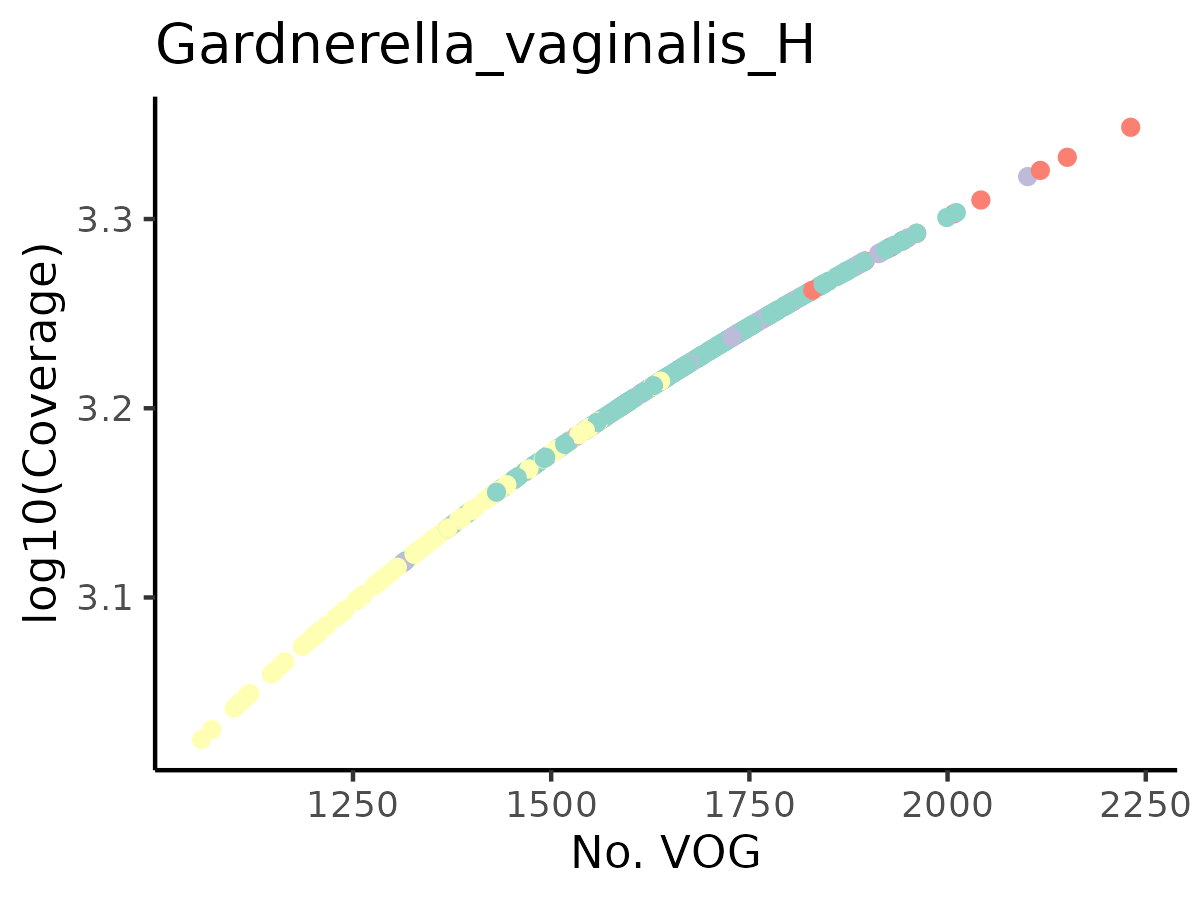 Gardnerella_vaginalis_H
log10(Coverage)
3.3
3.2
3.1
1250 1500 1750 2000 2250
No. VOG